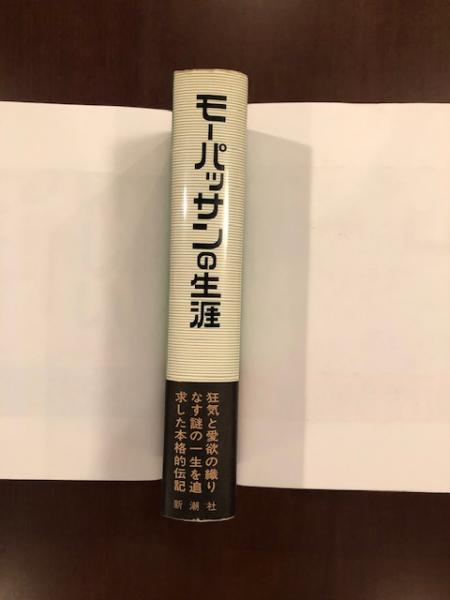 モーパッサンの生涯
狂気と愛欲の織り
なす謎の一生を追
求した本格的伝記
新潮社